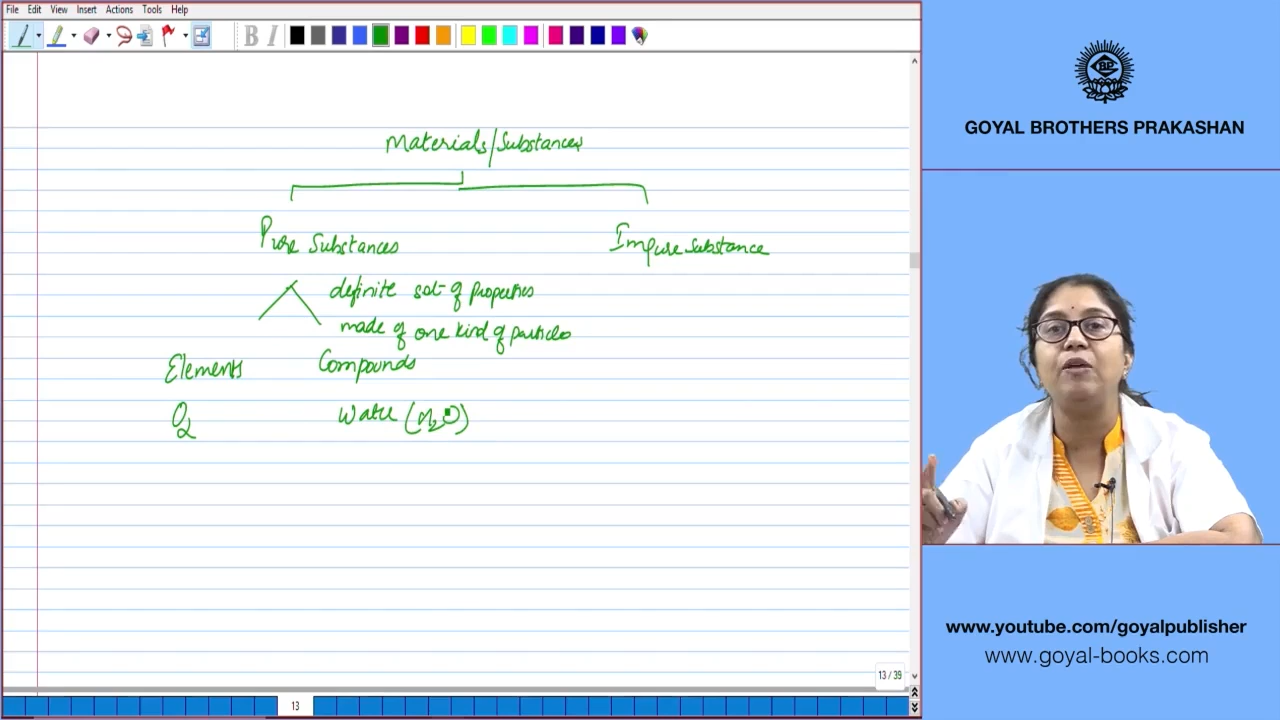 File Edit View Insert Actions Tools Help
B I
GBP
GOYAL BROTHERS PRAKASHAN
Materials/Substances
Pure Substances Impure Substance
definite set of properties
made of one kind of particles
Elements Compounds
O2 Water (H2O)
www.youtube.com/goyalpublisher
www.goyal-books.com
13 / 39
13